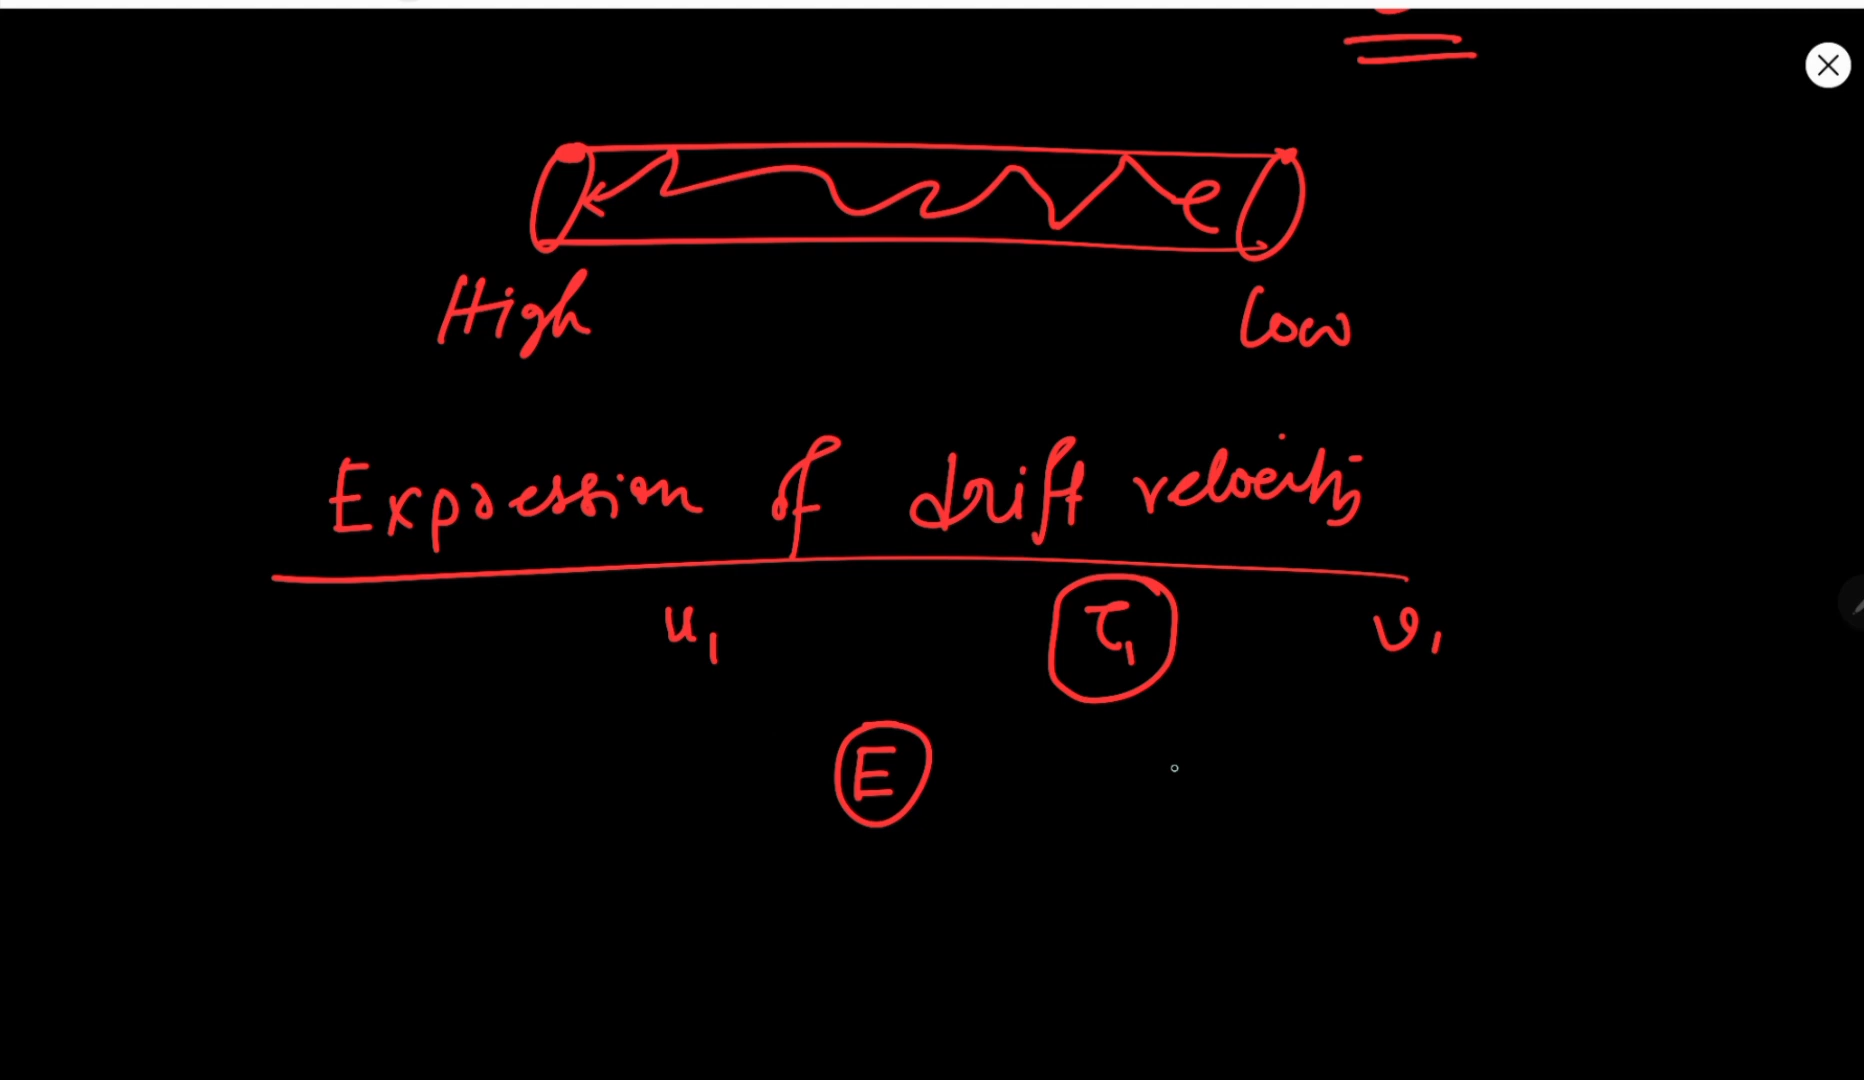 e
High Low
Expression of drift velocity
u₁ τ₁ v₁
E